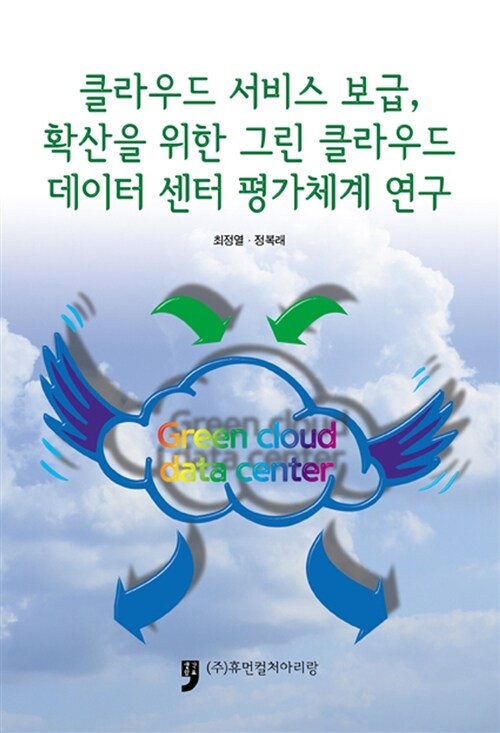 클라우드 서비스 보급,
확산을 위한 그린 클라우드
데이터 센터 평가체계 연구
최정열 · 정복래
Green cloud
data center
(주)휴먼컬처아리랑